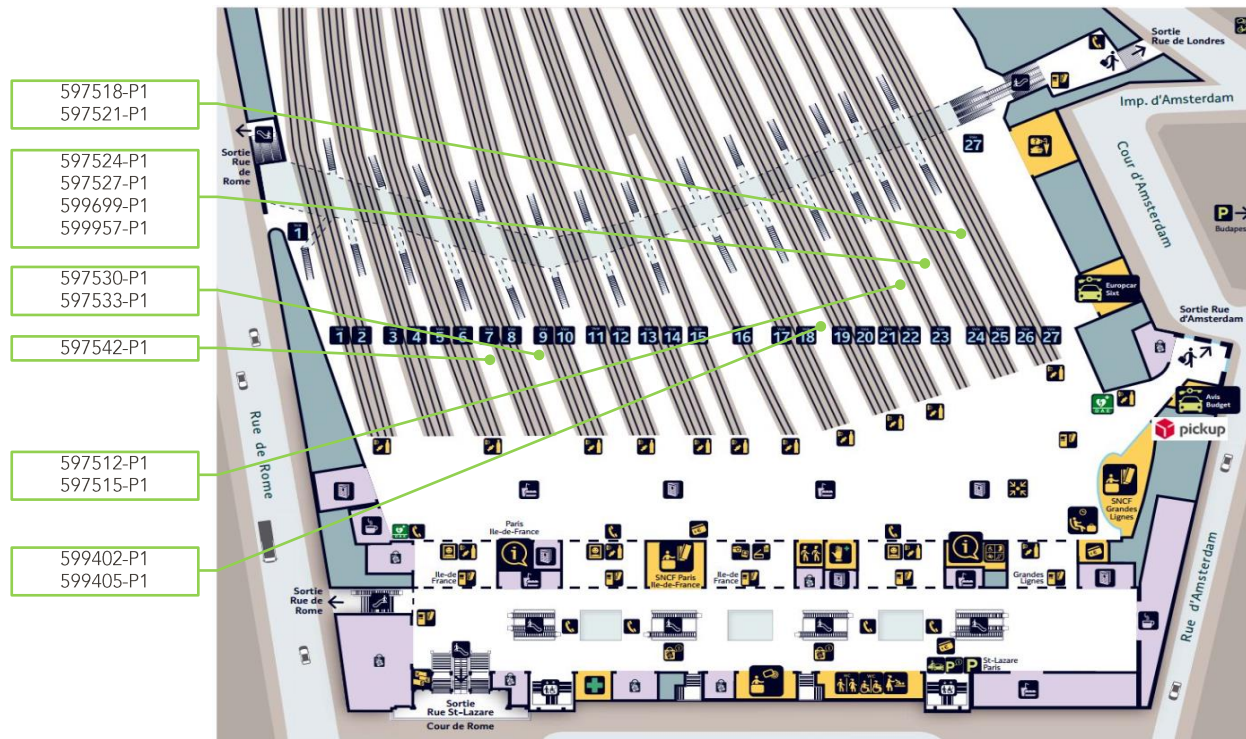 597518-P1
597521-P1
597524-P1
597527-P1
599699-P1
599957-P1
597530-P1
597533-P1
597542-P1
597512-P1
597515-P1
599402-P1
599405-P1
Sortie
Rue de Londres
Imp. d'Amsterdam
Cour d'Amsterdam
Sortie
Rue
de
Rome
Voie
27
Voie
1
P
Budapest
Europcar
Sixt
Sortie Rue
d'Amsterdam
1 2 3 4 5 6 7 8 9 10 11 12 13 14 15 16 17 18 19 20 21 22 23 24 25 26 27
Avis
Budget
pickup
Rue de Rome
SNCF
Grandes
Lignes
Paris
Ile-de-France
Ile-de
France
SNCF Paris
Ile-de-France
Ile-de
France
Grandes
Lignes
Sortie
Rue de
Rome
Rue d'Amsterdam
St-Lazare
Paris
P
P
WC
Sortie
Rue St-Lazare
Cour de Rome